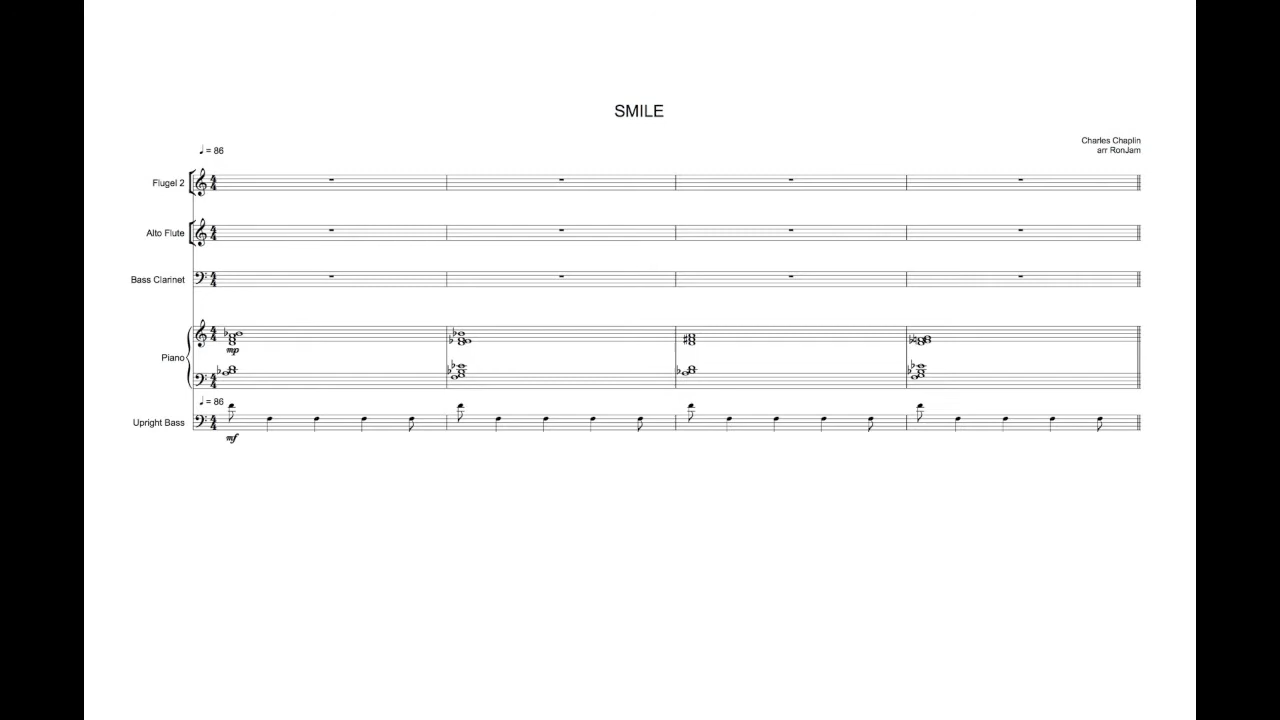 SMILE
Charles Chaplin
arr RonJam
♩ = 86
Flugel 2
Alto Flute
Bass Clarinet
Piano
mp
♩ = 86
Upright Bass
mf